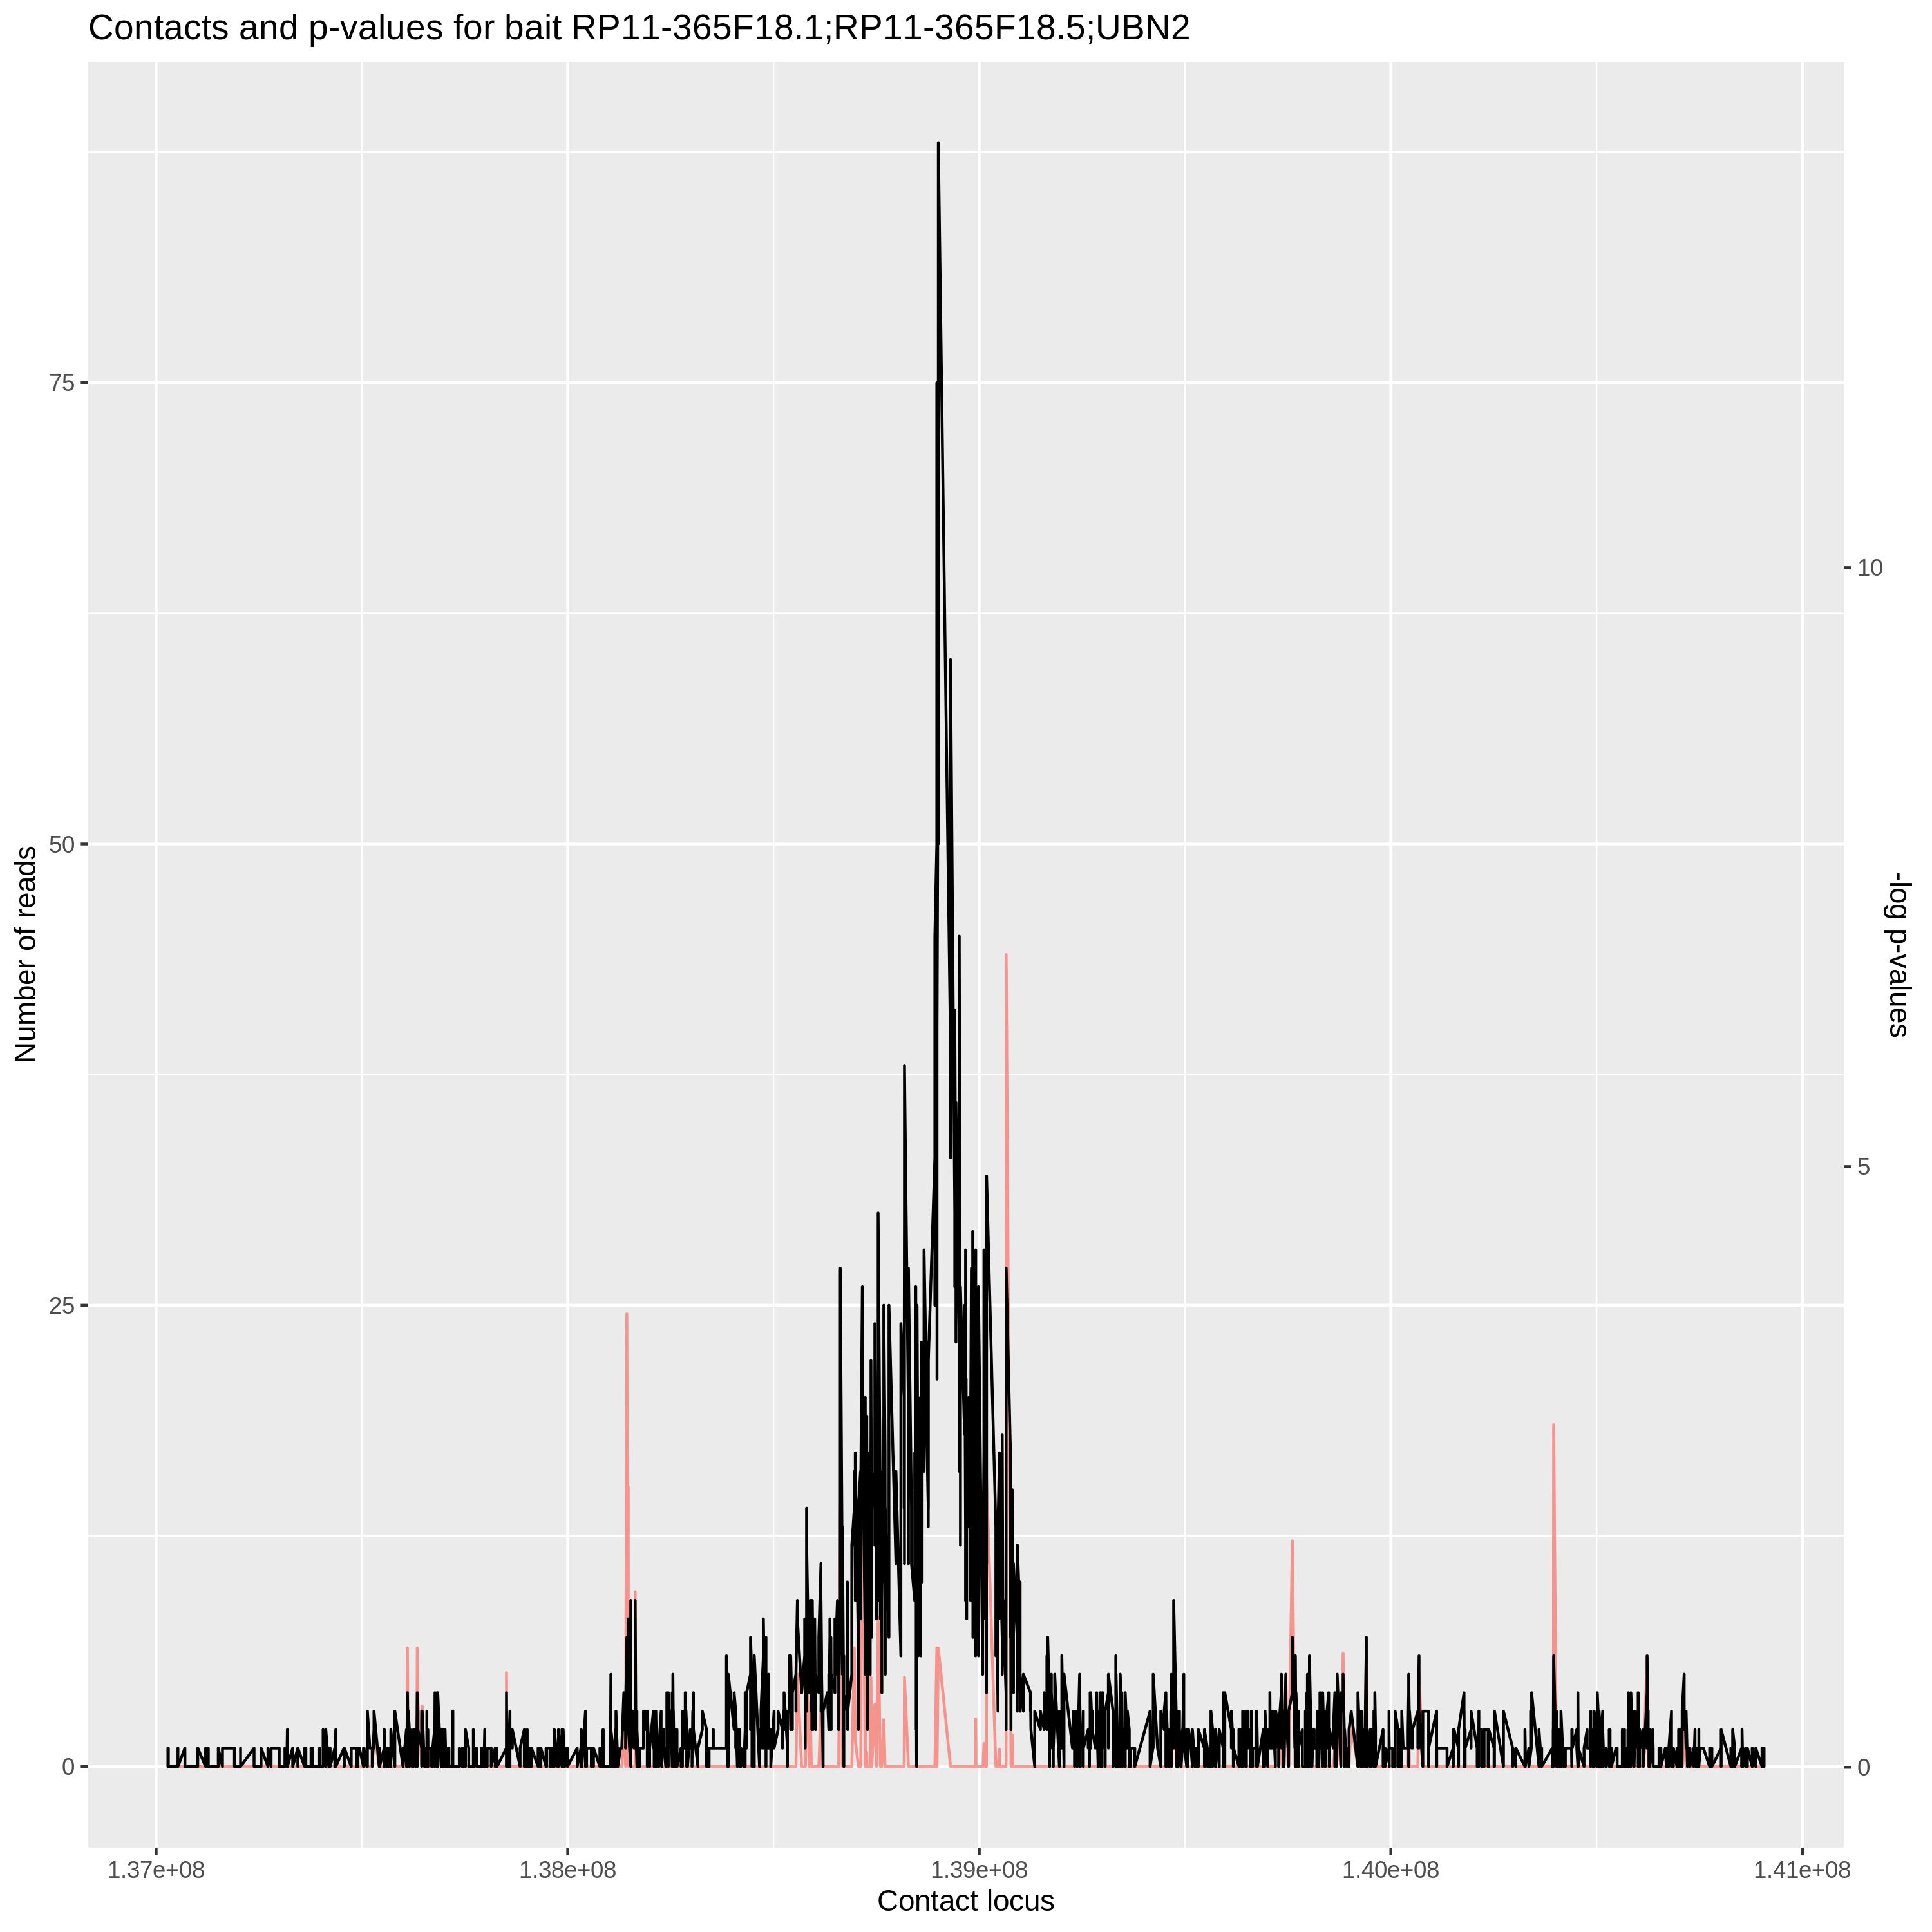 Contacts and p-values for bait RP11-365F18.1;RP11-365F18.5;UBN2
75
50
25
0
Number of reads
10
5
0
-log p-values
1.37e+08 1.38e+08 1.39e+08 1.40e+08 1.41e+08
Contact locus